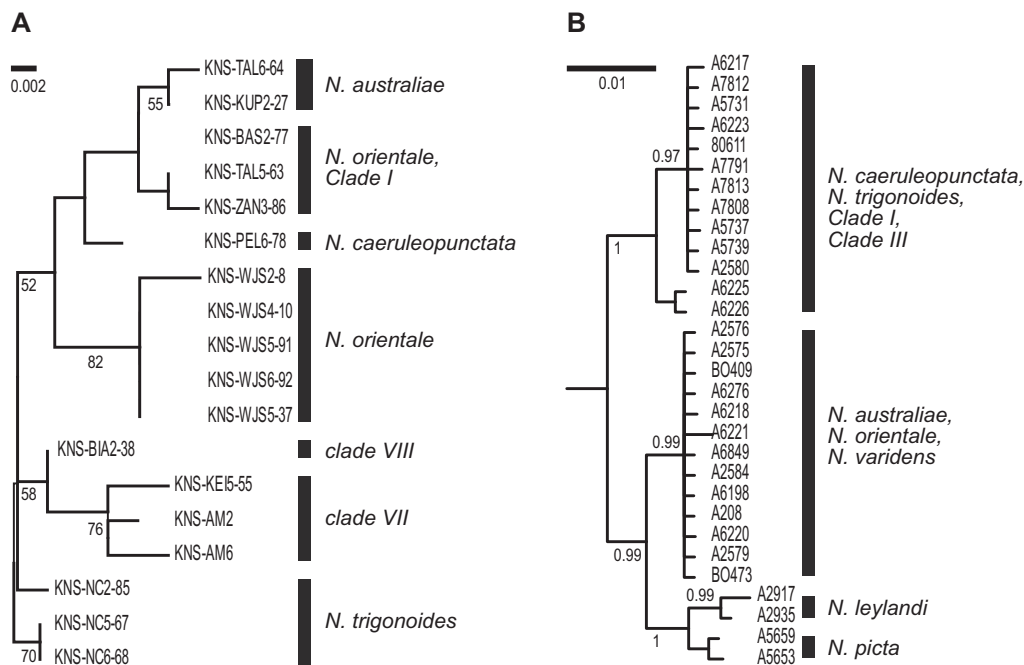 A
0.002
KNS-TAL6-64
KNS-KUP2-27
55
N. australiae
KNS-BAS2-77
KNS-TAL5-63
KNS-ZAN3-86
N. orientale,
Clade I
KNS-PEL6-78
N. caeruleopunctata
52
KNS-WJS2-8
KNS-WJS4-10
KNS-WJS5-91
KNS-WJS6-92
KNS-WJS5-37
82
N. orientale
KNS-BIA2-38
clade VIII
58
KNS-KEI5-55
KNS-AM2
KNS-AM6
76
clade VII
KNS-NC2-85
KNS-NC5-67
KNS-NC6-68
70
N. trigonoides
B
0.01
A6217
A7812
A5731
A6223
80611
A7791
A7813
A7808
A5737
A5739
A2580
A6225
A6226
0.97
1
N. caeruleopunctata,
N. trigonoides,
Clade I,
Clade III
A2576
A2575
BO409
A6276
A6218
A6221
A6849
A2584
A6198
A208
A6220
A2579
BO473
0.99
0.99
N. australiae,
N. orientale,
N. varidens
A2917
A2935
0.99
N. leylandi
1
A5659
A5653
N. picta